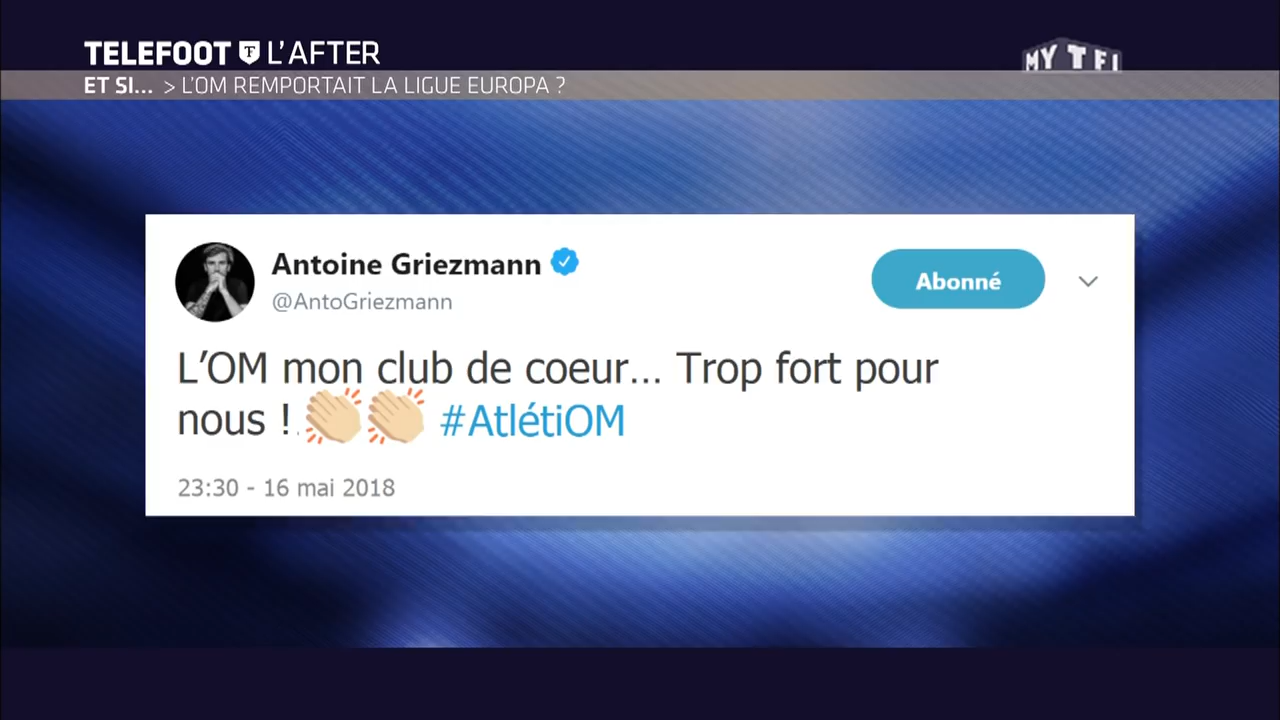 TELEFOOT T L'AFTER
MY TF1
ET SI... > L'OM REMPORTAIT LA LIGUE EUROPA ?
Antoine Griezmann
@AntoGriezmann
Abonné
L’OM mon club de coeur... Trop fort pour
nous ! 👏🏼👏🏼 #AtlétiOM
23:30 - 16 mai 2018